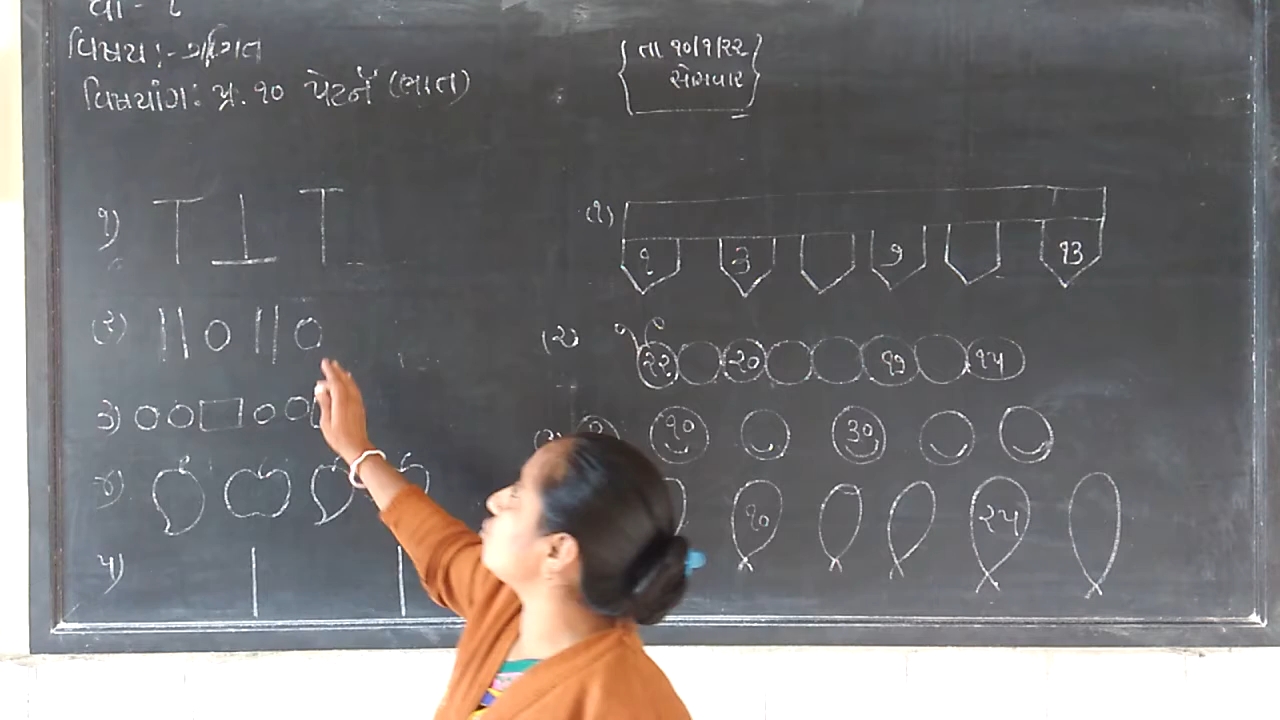 વિષય :- ગણિત
વિષયાંગ : પ્ર. ૧૦ પેટર્ન (ભાત)
તા ૧૦/૧/૨૨
સોમવાર
૧)
(૨)
૩)
૪)
૫)
(૧) ૧ ૩ ૭ ૧૩
(૨ ૨૨ ૨૦ ૧૭ ૧૫
૧૦ ૩૦
૧૦ ૨૫